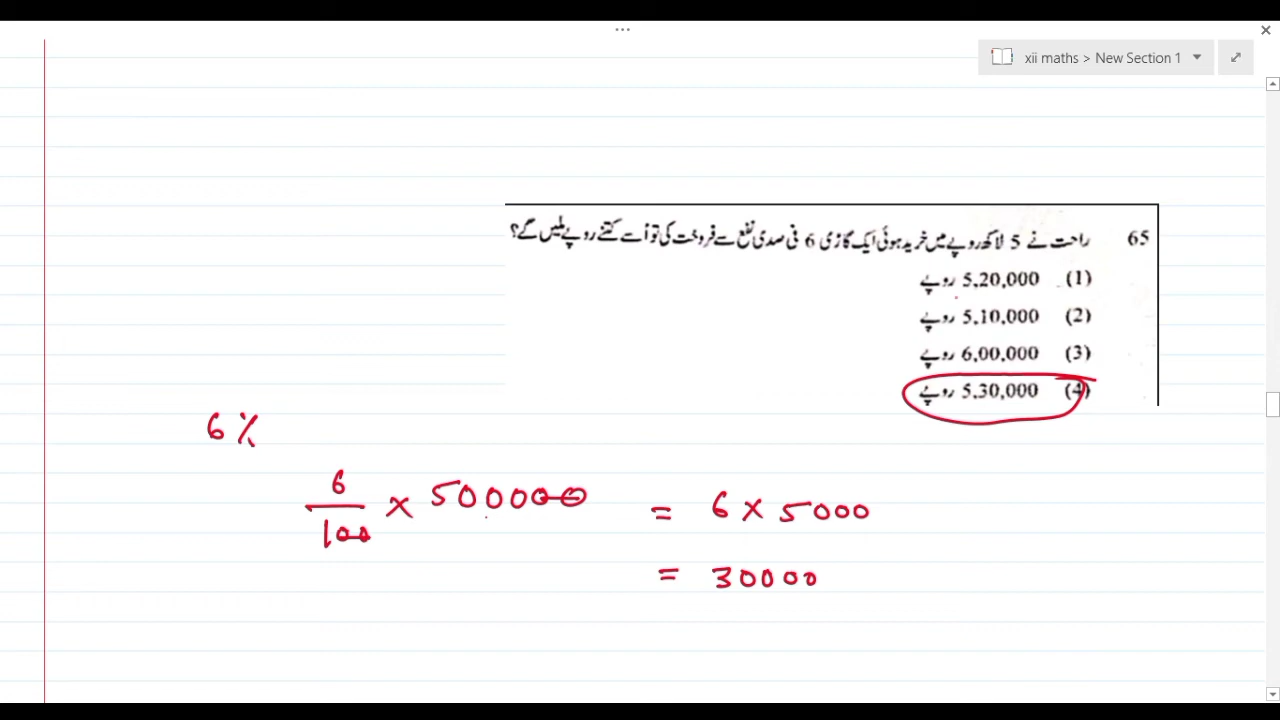 ...
xii maths > New Section 1
65 راحت نے 5 لاکھ روپے میں خرید ہوئی ایک گاڑی 6 فی صدی نفع سے فروخت کی تو اُسے کتنے روپے ملیں گے؟
(1) 5,20,000 روپے
(2) 5,10,000 روپے
(3) 6,00,000 روپے
(4) 5,30,000 روپے
6 %
6/100 × 500000 = 6 × 5000
= 30000